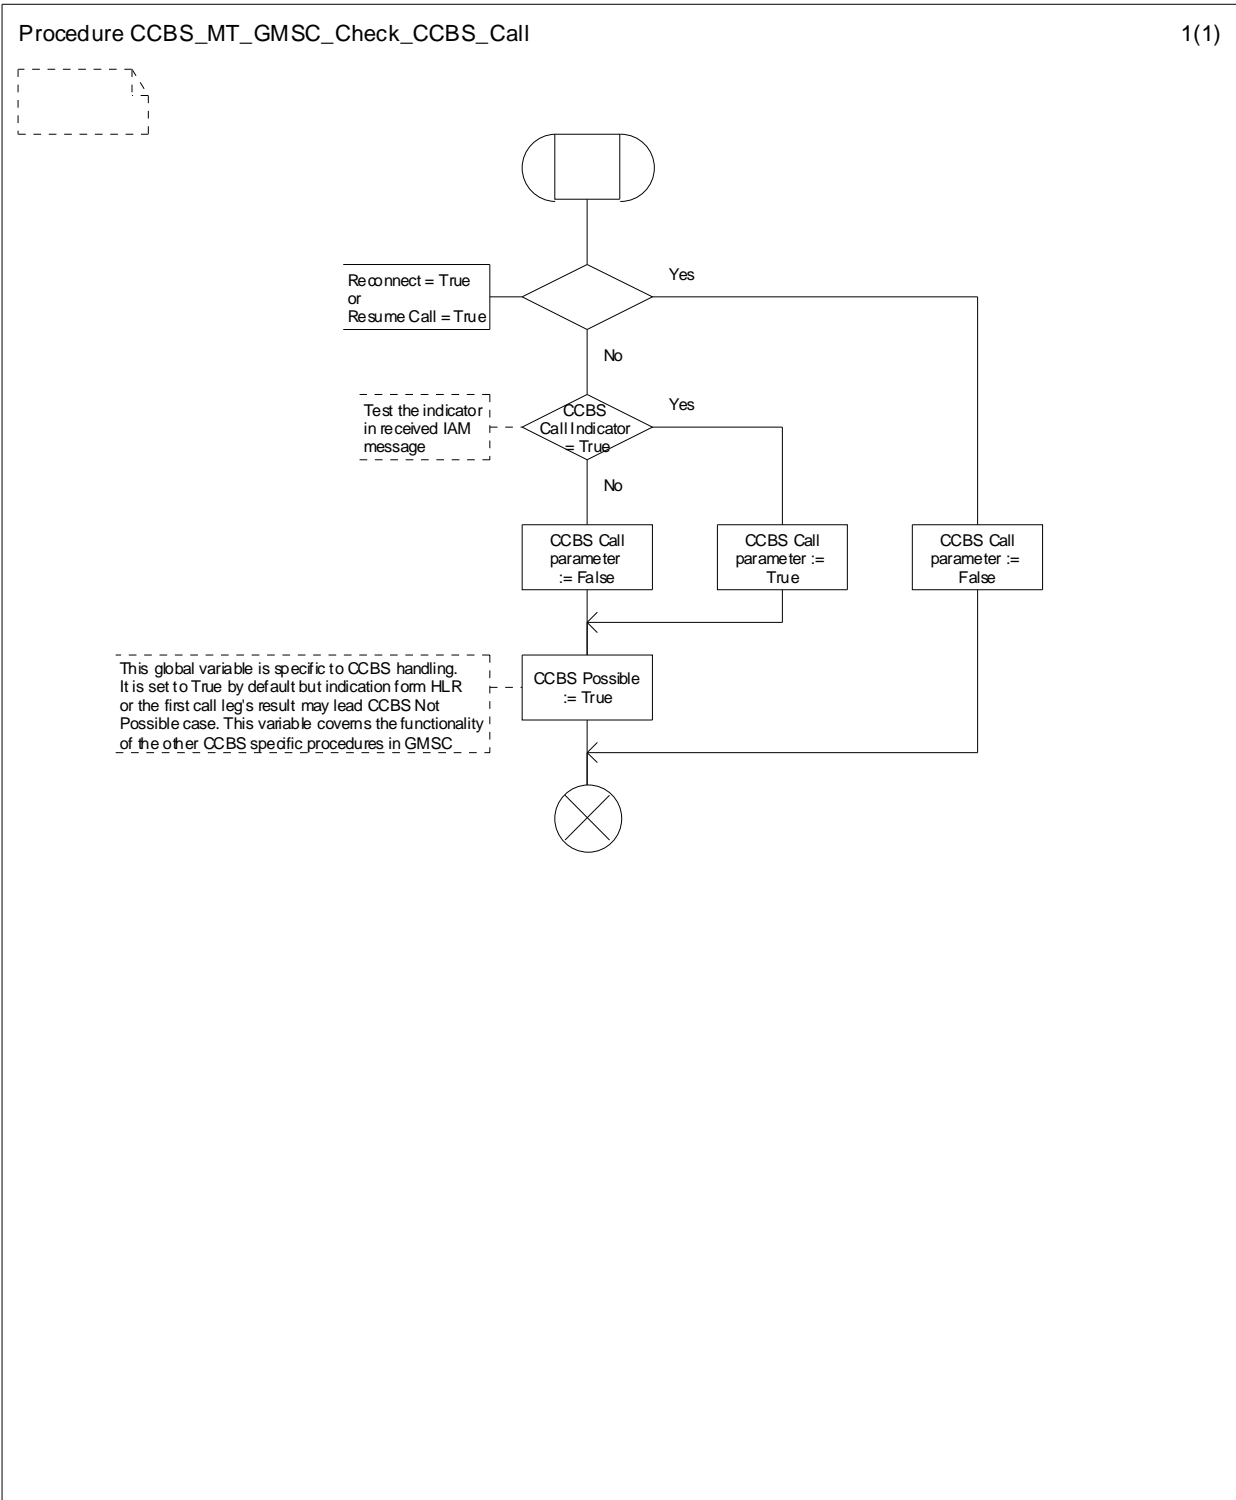 Procedure CCBS_MT_GMSC_Check_CCBS_Call
1(1)
Reconnect = True
or
Resume Call = True
Yes
No
Test the indicator
in received IAM
message
CCBS
Call Indicator
= True
Yes
No
CCBS Call
parameter
:= False
CCBS Call
parameter :=
True
CCBS Call
parameter :=
False
This global variable is specific to CCBS handling.
It is set to True by default but indication form HLR
or the first call leg's result may lead CCBS Not
Possible case. This variable coverns the functionality
of the other CCBS specific procedures in GMSC
CCBS Possible
:= True